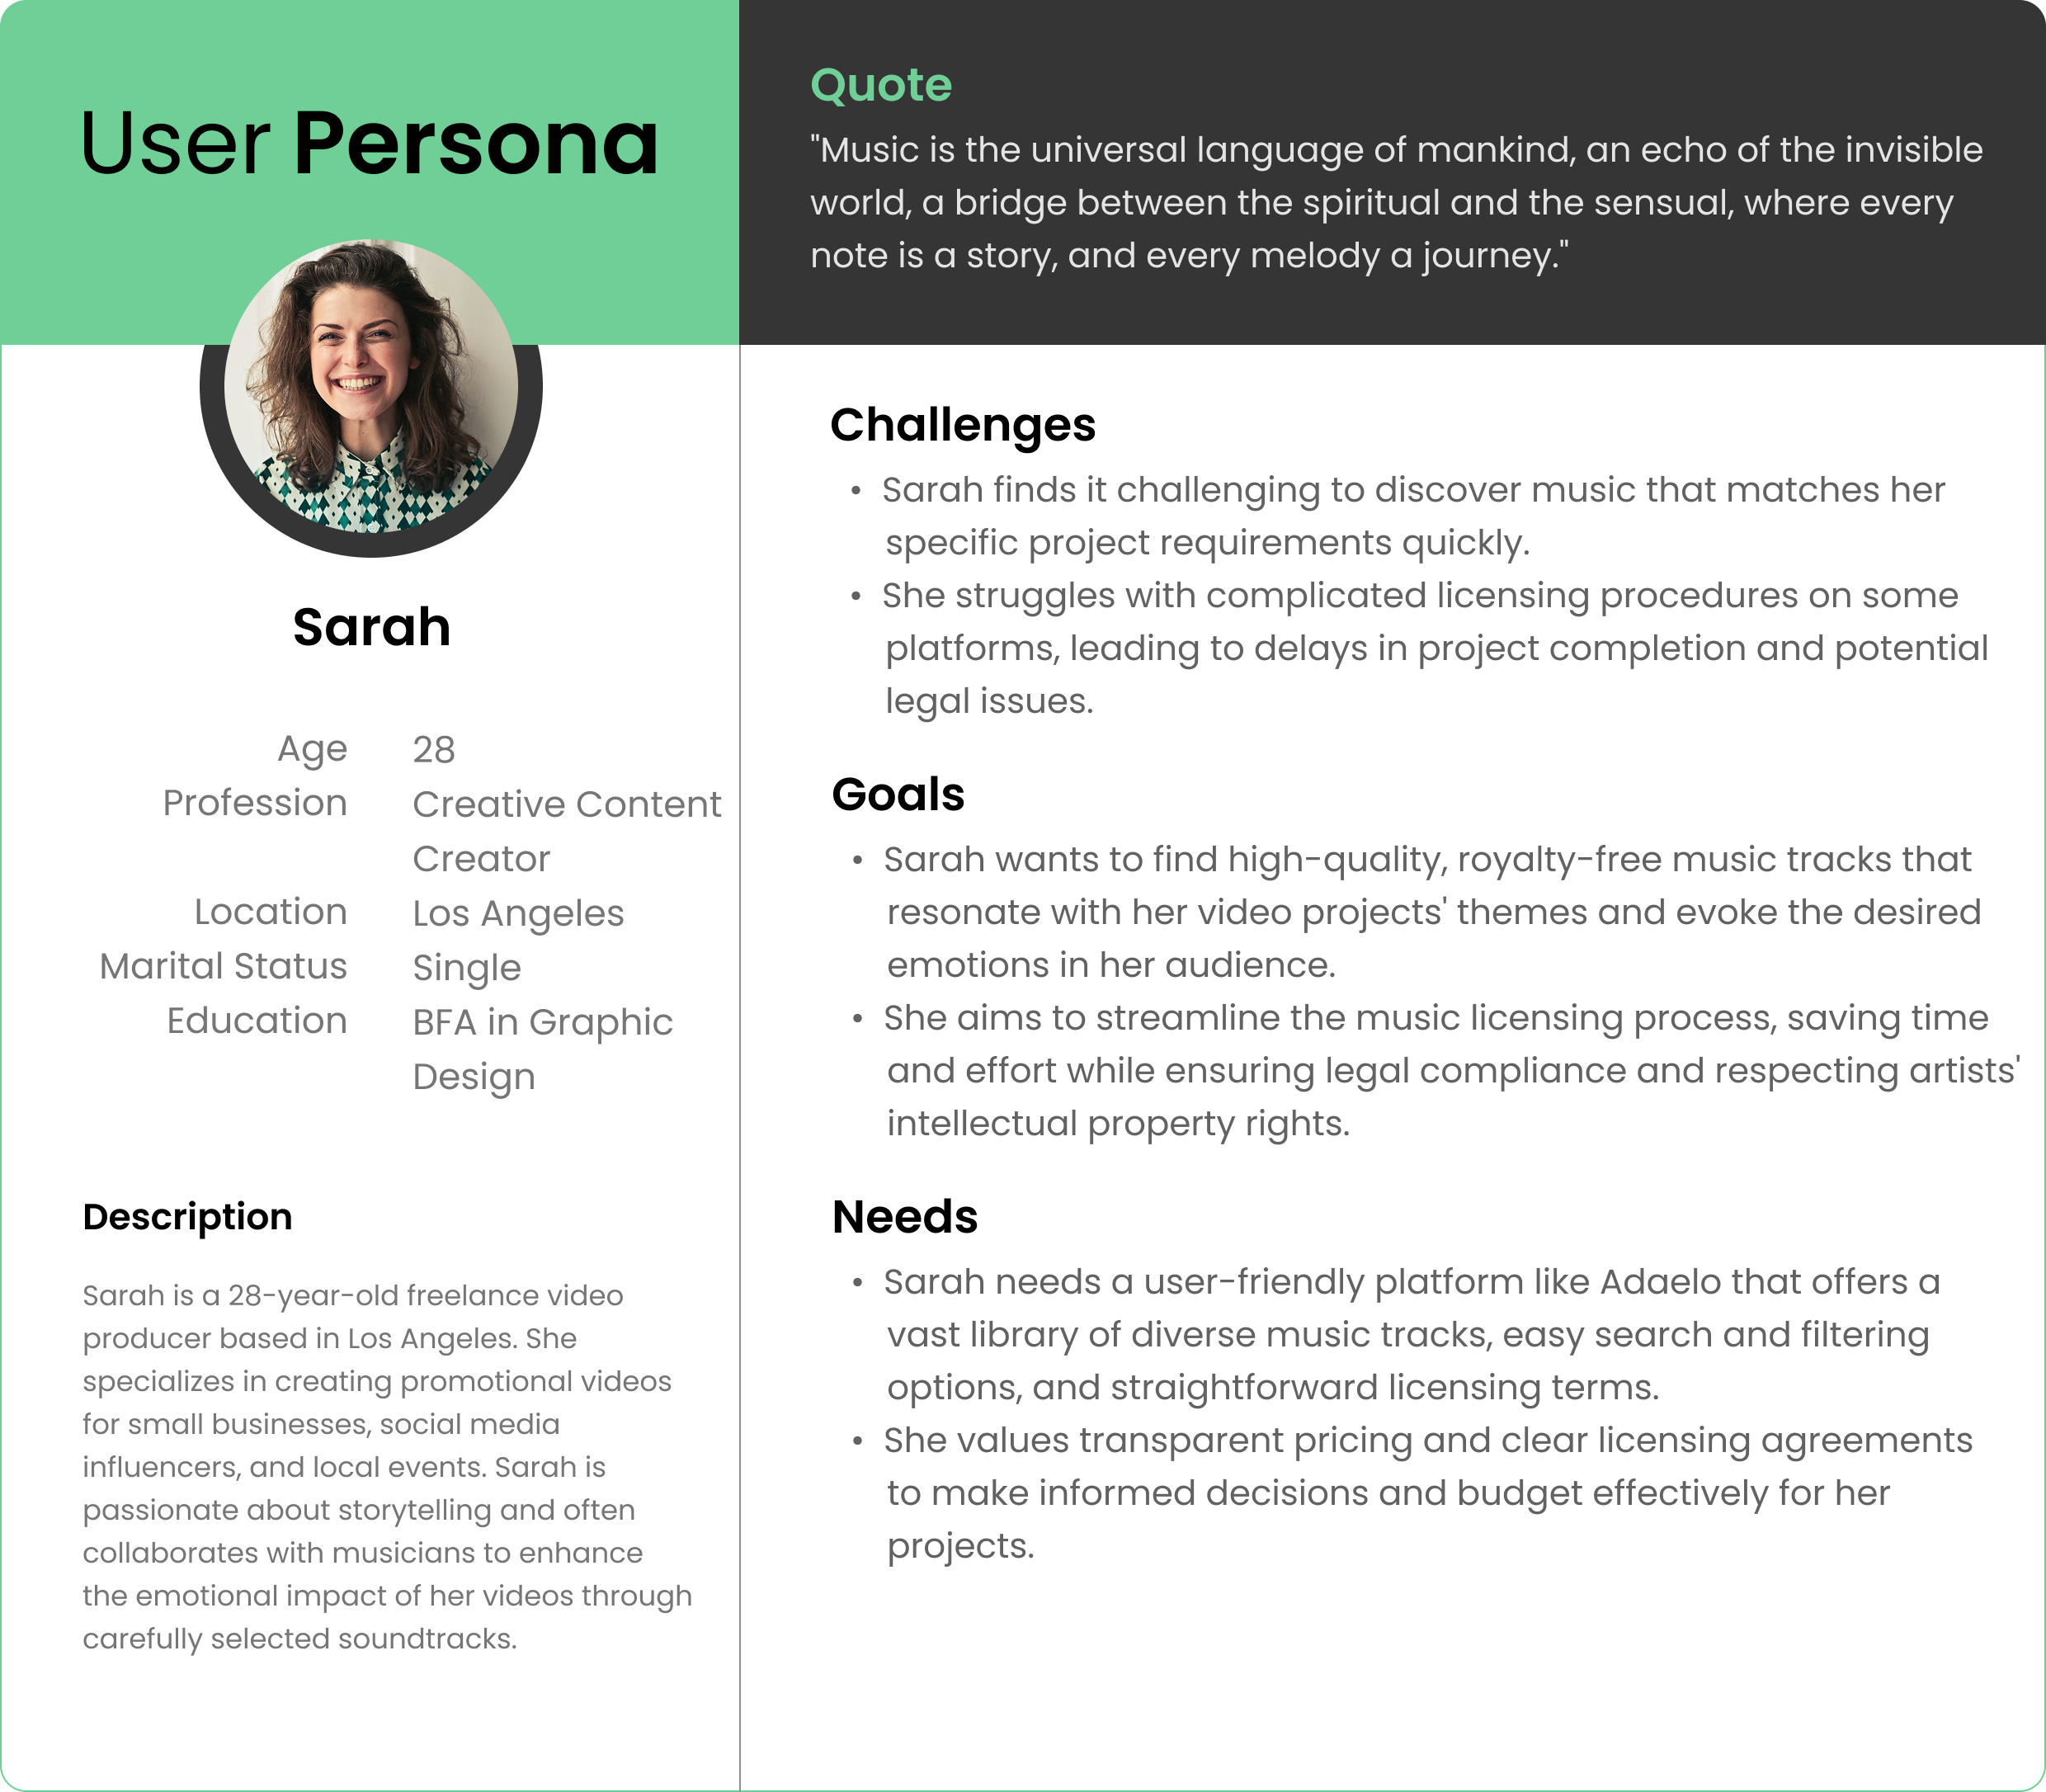 User Persona
Sarah
Age 28
Profession Creative Content
Creator
Location Los Angeles
Marital Status Single
Education BFA in Graphic
Design
Description
Sarah is a 28-year-old freelance video
producer based in Los Angeles. She
specializes in creating promotional videos
for small businesses, social media
influencers, and local events. Sarah is
passionate about storytelling and often
collaborates with musicians to enhance
the emotional impact of her videos through
carefully selected soundtracks.
Quote
"Music is the universal language of mankind, an echo of the invisible
world, a bridge between the spiritual and the sensual, where every
note is a story, and every melody a journey."
Challenges
• Sarah finds it challenging to discover music that matches her
specific project requirements quickly.
• She struggles with complicated licensing procedures on some
platforms, leading to delays in project completion and potential
legal issues.
Goals
• Sarah wants to find high-quality, royalty-free music tracks that
resonate with her video projects' themes and evoke the desired
emotions in her audience.
• She aims to streamline the music licensing process, saving time
and effort while ensuring legal compliance and respecting artists'
intellectual property rights.
Needs
• Sarah needs a user-friendly platform like Adaelo that offers a
vast library of diverse music tracks, easy search and filtering
options, and straightforward licensing terms.
• She values transparent pricing and clear licensing agreements
to make informed decisions and budget effectively for her
projects.